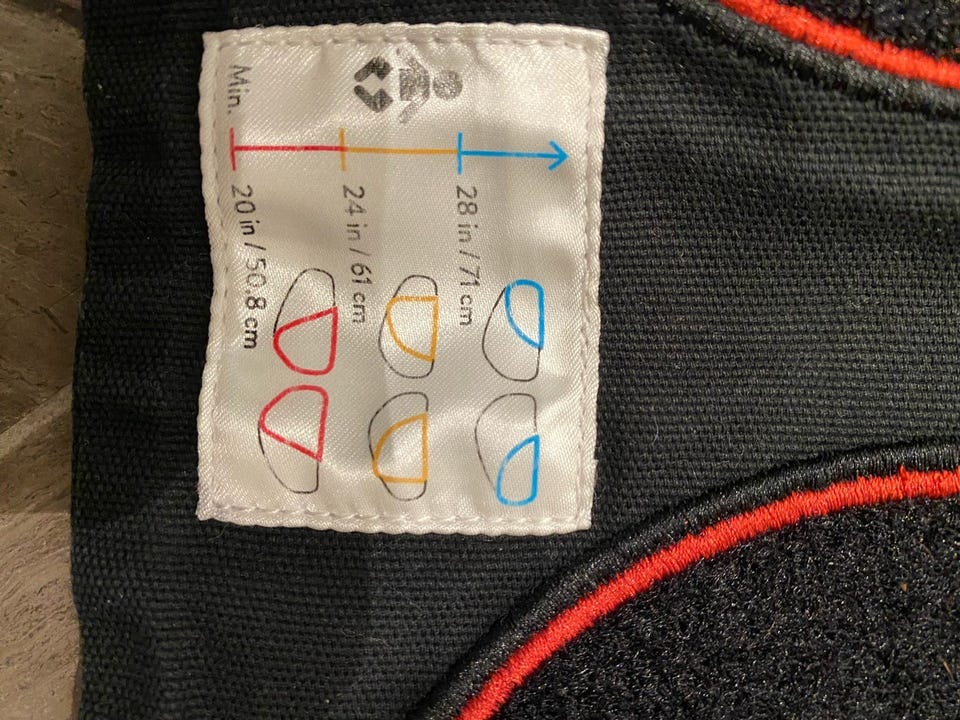 28 in / 71 cm
24 in / 61 cm
Min. 20 in / 50.8 cm